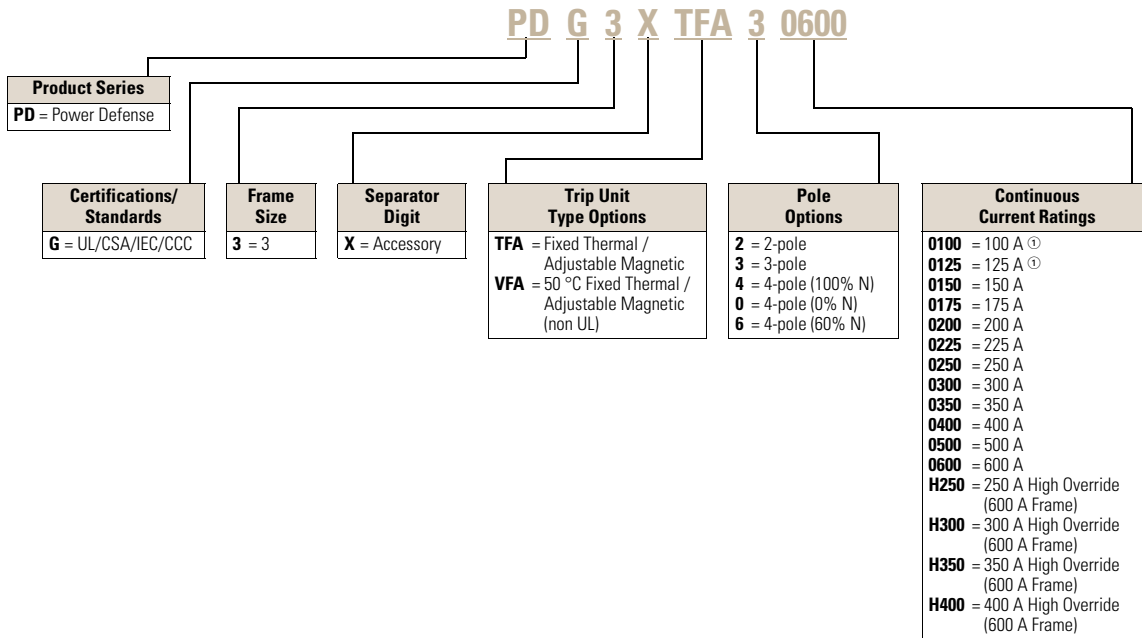 PD G 3 X TFA 3 0600
Product Series
PD = Power Defense
Certifications/
Standards
G = UL/CSA/IEC/CCC
Frame
Size
3 = 3
Separator
Digit
X = Accessory
Trip Unit
Type Options
TFA = Fixed Thermal /
Adjustable Magnetic
VFA = 50 °C Fixed Thermal /
Adjustable Magnetic
(non UL)
Pole
Options
2 = 2-pole
3 = 3-pole
4 = 4-pole (100% N)
0 = 4-pole (0% N)
6 = 4-pole (60% N)
Continuous
Current Ratings
0100 = 100 A ①
0125 = 125 A ①
0150 = 150 A
0175 = 175 A
0200 = 200 A
0225 = 225 A
0250 = 250 A
0300 = 300 A
0350 = 350 A
0400 = 400 A
0500 = 500 A
0600 = 600 A
H250 = 250 A High Override
(600 A Frame)
H300 = 300 A High Override
(600 A Frame)
H350 = 350 A High Override
(600 A Frame)
H400 = 400 A High Override
(600 A Frame)